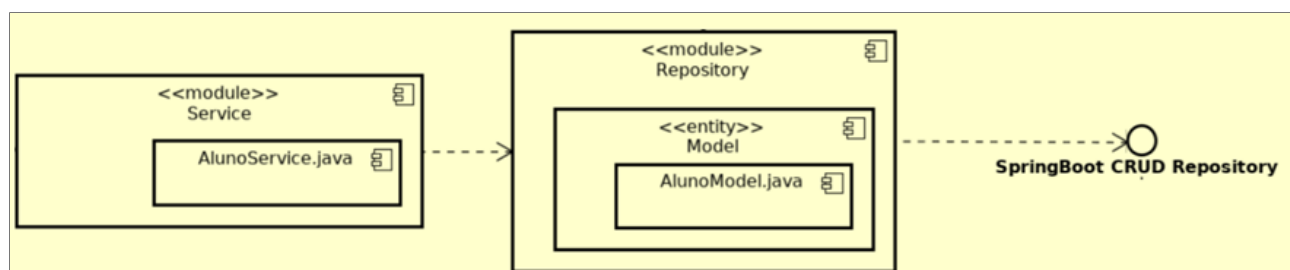 <<module>>
Service
AlunoService.java
<<module>>
Repository
<<entity>>
Model
AlunoModel.java
SpringBoot CRUD Repository